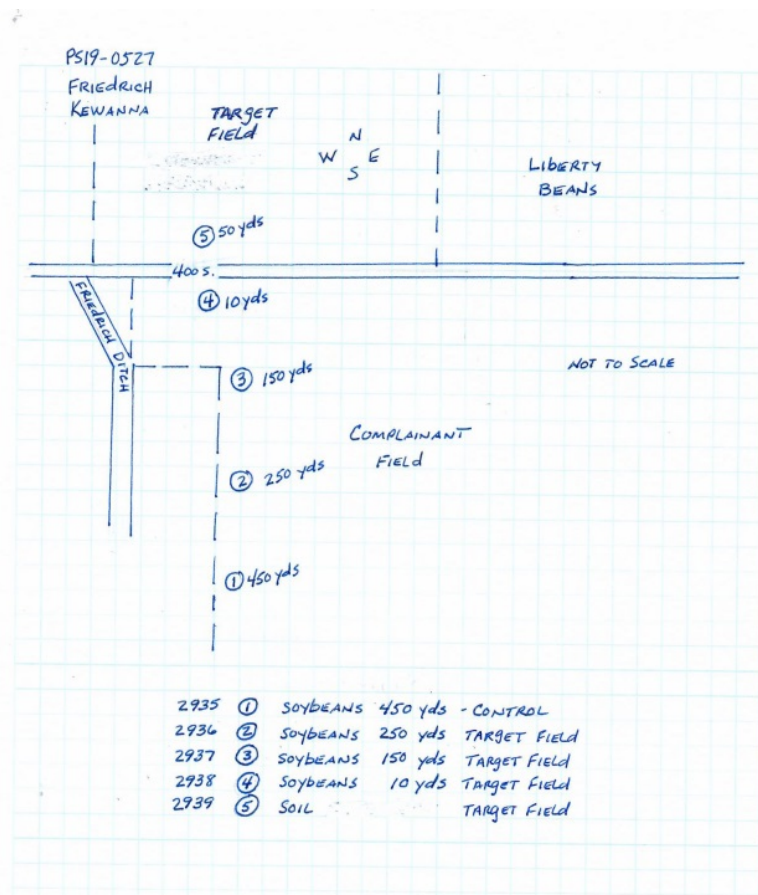 PS19-0527
FRIEDRICH
KEWANNA
TARGET
FIELD
N
W E
S
LIBERTY
BEANS
⑤ 50 yds
400 S.
④ 10 yds
FRIEDRICH DITCH
③ 150 yds
NOT TO SCALE
COMPLAINANT
FIELD
② 250 yds
① 450 yds
2935 ① SOYBEANS 450 yds - CONTROL
2936 ② SOYBEANS 250 yds TARGET FIELD
2937 ③ SOYBEANS 150 yds TARGET FIELD
2938 ④ SOYBEANS 10 yds TARGET FIELD
2939 ⑤ SOIL TARGET FIELD